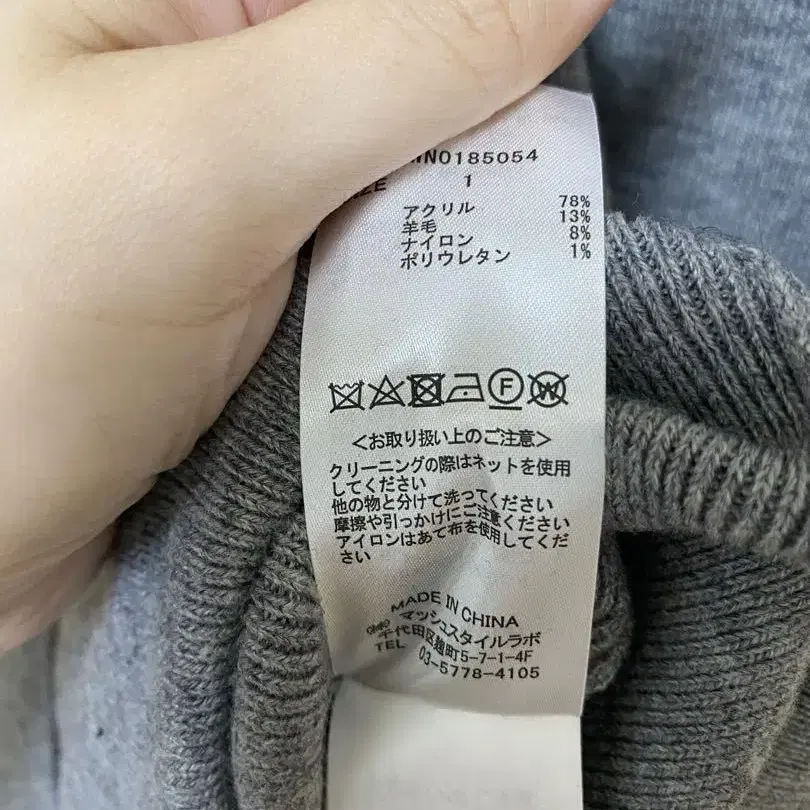 N0185054
1
アクリル 78%
羊毛 13%
ナイロン 8%
ポリウレタン 1%
F W
<お取り扱い上のご注意>
クリーニングの際はネットを使用
してください
他の物と分けて洗ってください
摩擦や引っかけにご注意ください
アイロンはあて布を使用してくだ
さい
MADE IN CHINA
マッシュスタイルラボ
千代田区麹町5-7-1-4F
TEL 03-5778-4105